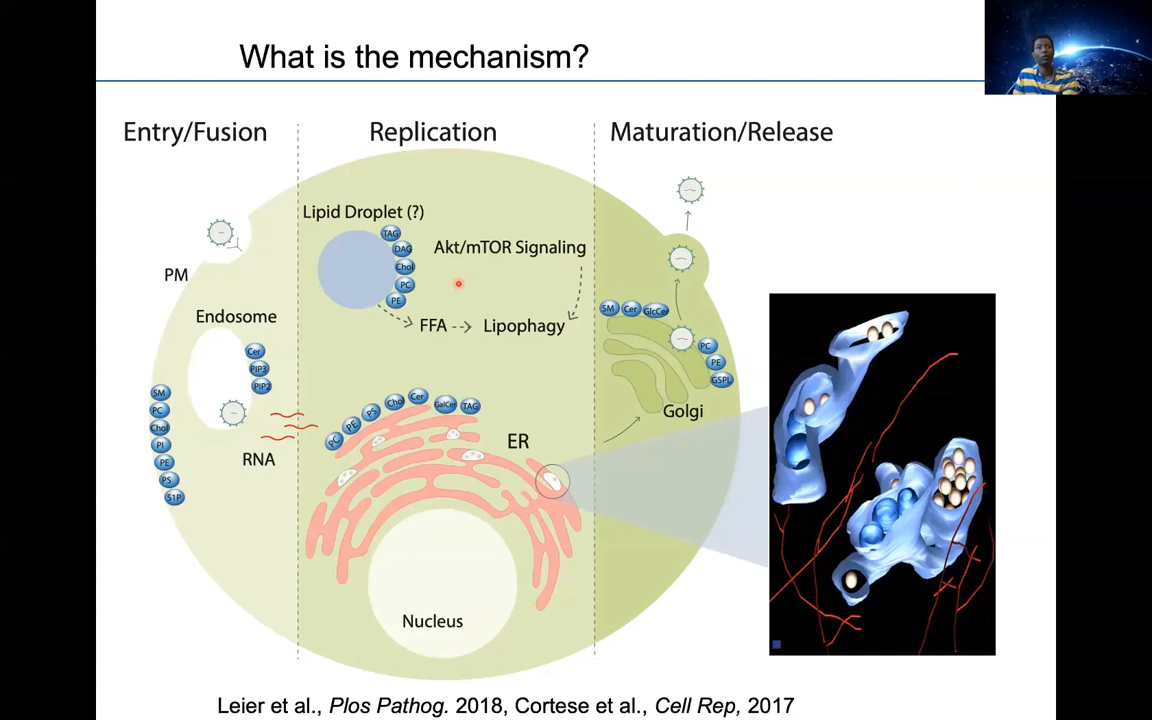 What is the mechanism?
Entry/Fusion
Replication
Maturation/Release
Lipid Droplet (?)
TAG
DAG
Chol
PC
PE
Akt/mTOR Signaling
FFA
Lipophagy
PM
Endosome
Cer
PIP3
PIP2
SM
PC
Chol
PI
PE
PS
S1P
RNA
PC
PE
PS
Chol
Cer
GalCer
TAG
ER
Nucleus
SM
Cer
GlcCer
PC
PE
GSPL
Golgi
Leier et al., Plos Pathog. 2018, Cortese et al., Cell Rep, 2017